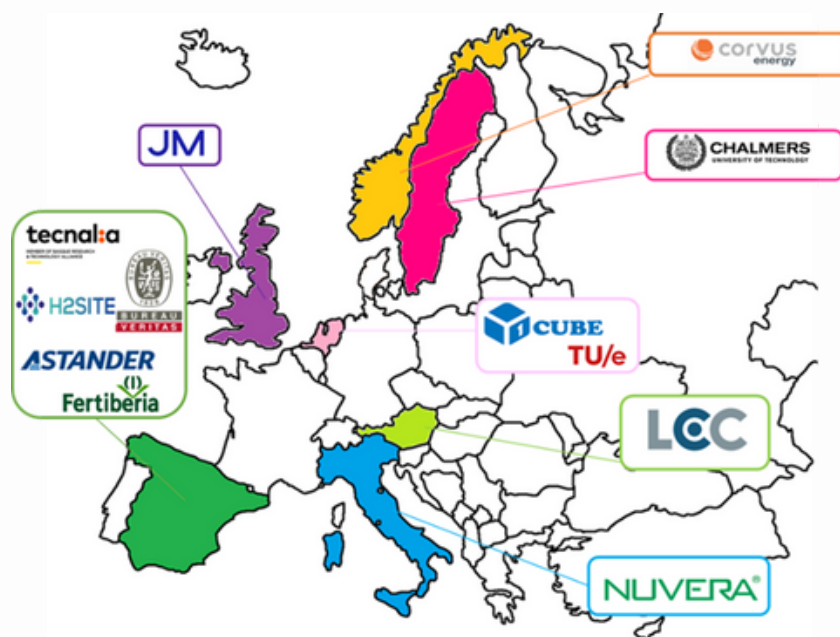 corvus
energy
JM
CHALMERS
UNIVERSITY OF TECHNOLOGY
tecnal:a
MEMBER OF BASQUE RESEARCH
& TECHNOLOGY ALLIANCE
H2SITE
BUREAU
VERITAS
ASTANDER
Fertiberia
1 CUBE
TU/e
LCC
NUVERA®